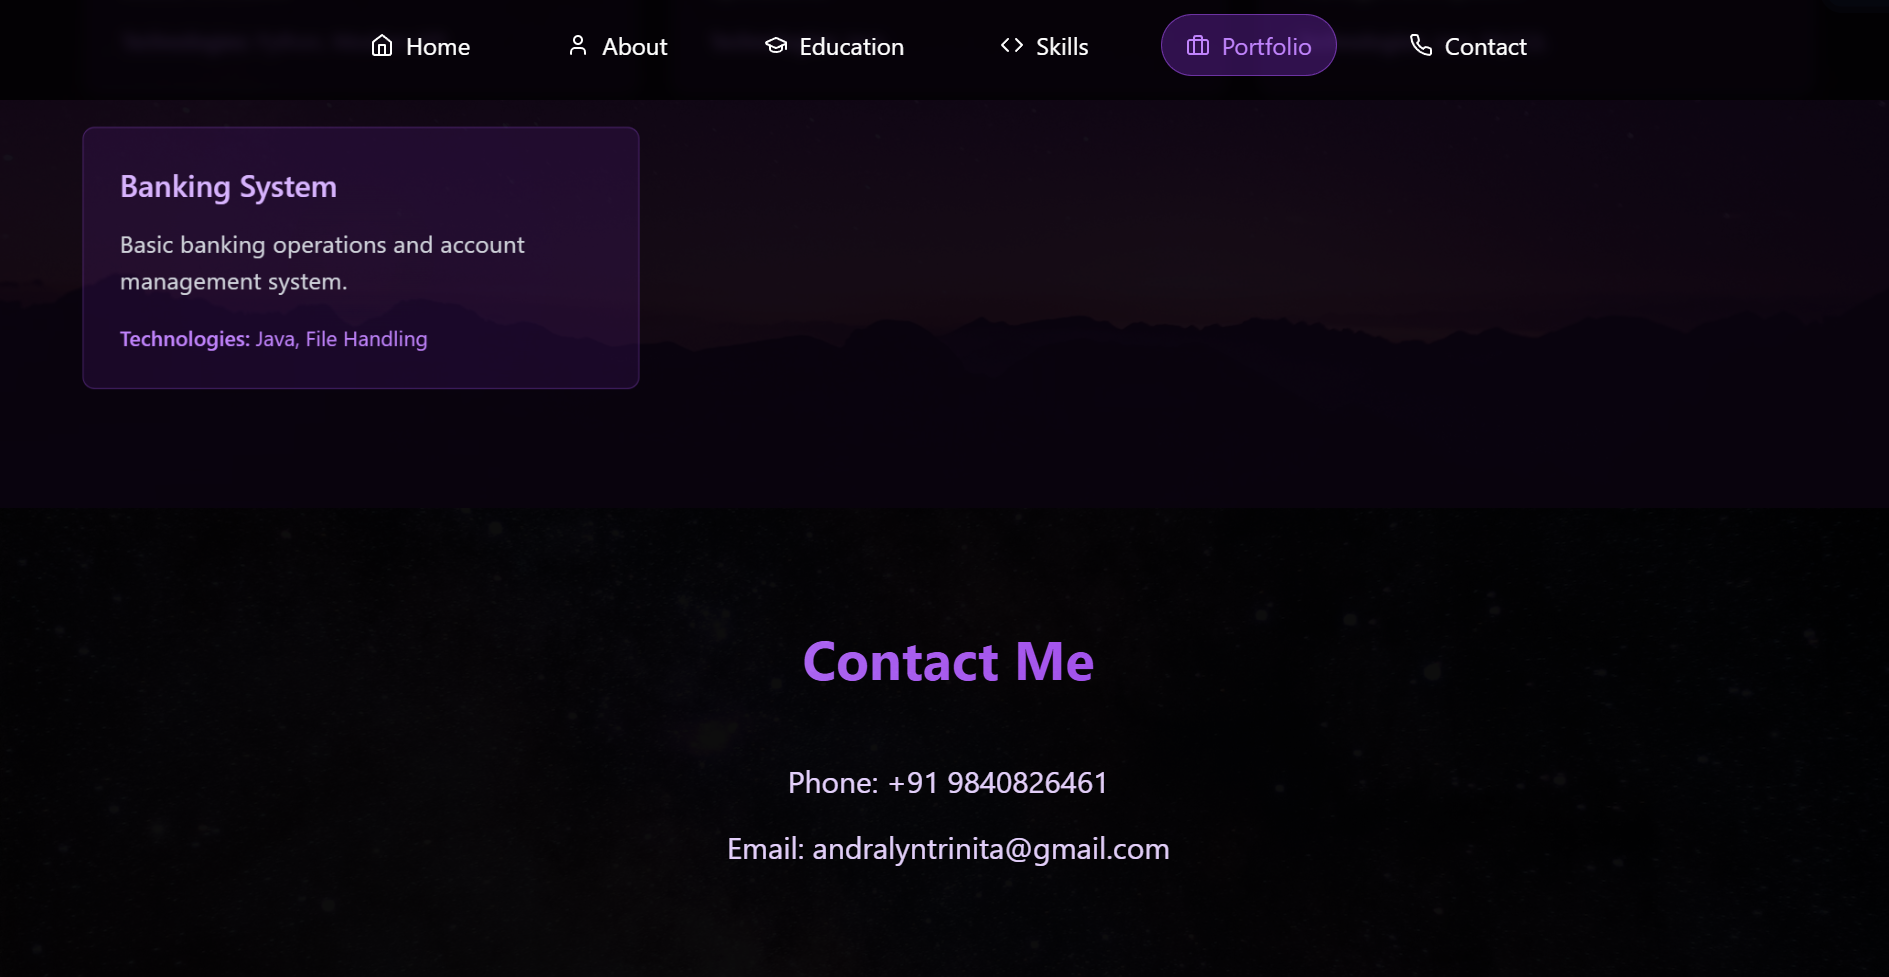 Home About Education Skills Portfolio Contact
Banking System
Basic banking operations and account
management system.
Technologies: Java, File Handling
Contact Me
Phone: +91 9840826461
Email: andralyntrinita@gmail.com